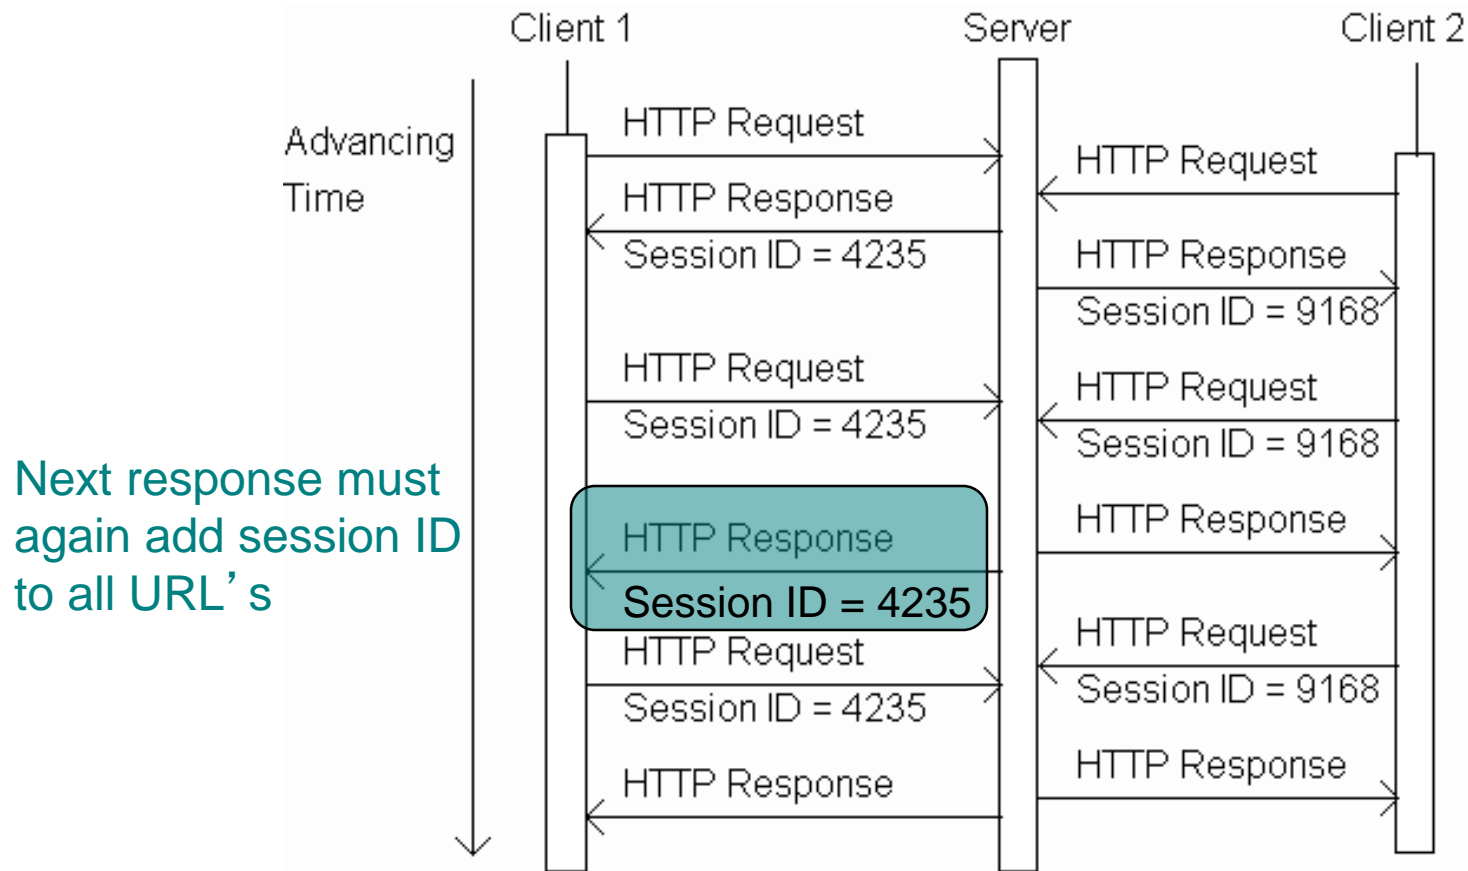 Client 1
Server
Client 2
Advancing
Time
HTTP Request
HTTP Request
HTTP Response
Session ID = 4235
HTTP Response
Session ID = 9168
HTTP Request
Session ID = 4235
HTTP Request
Session ID = 9168
Next response must
again add session ID
to all URL’s
HTTP Response
Session ID = 4235
HTTP Response
HTTP Request
Session ID = 4235
HTTP Request
Session ID = 9168
HTTP Response
HTTP Response